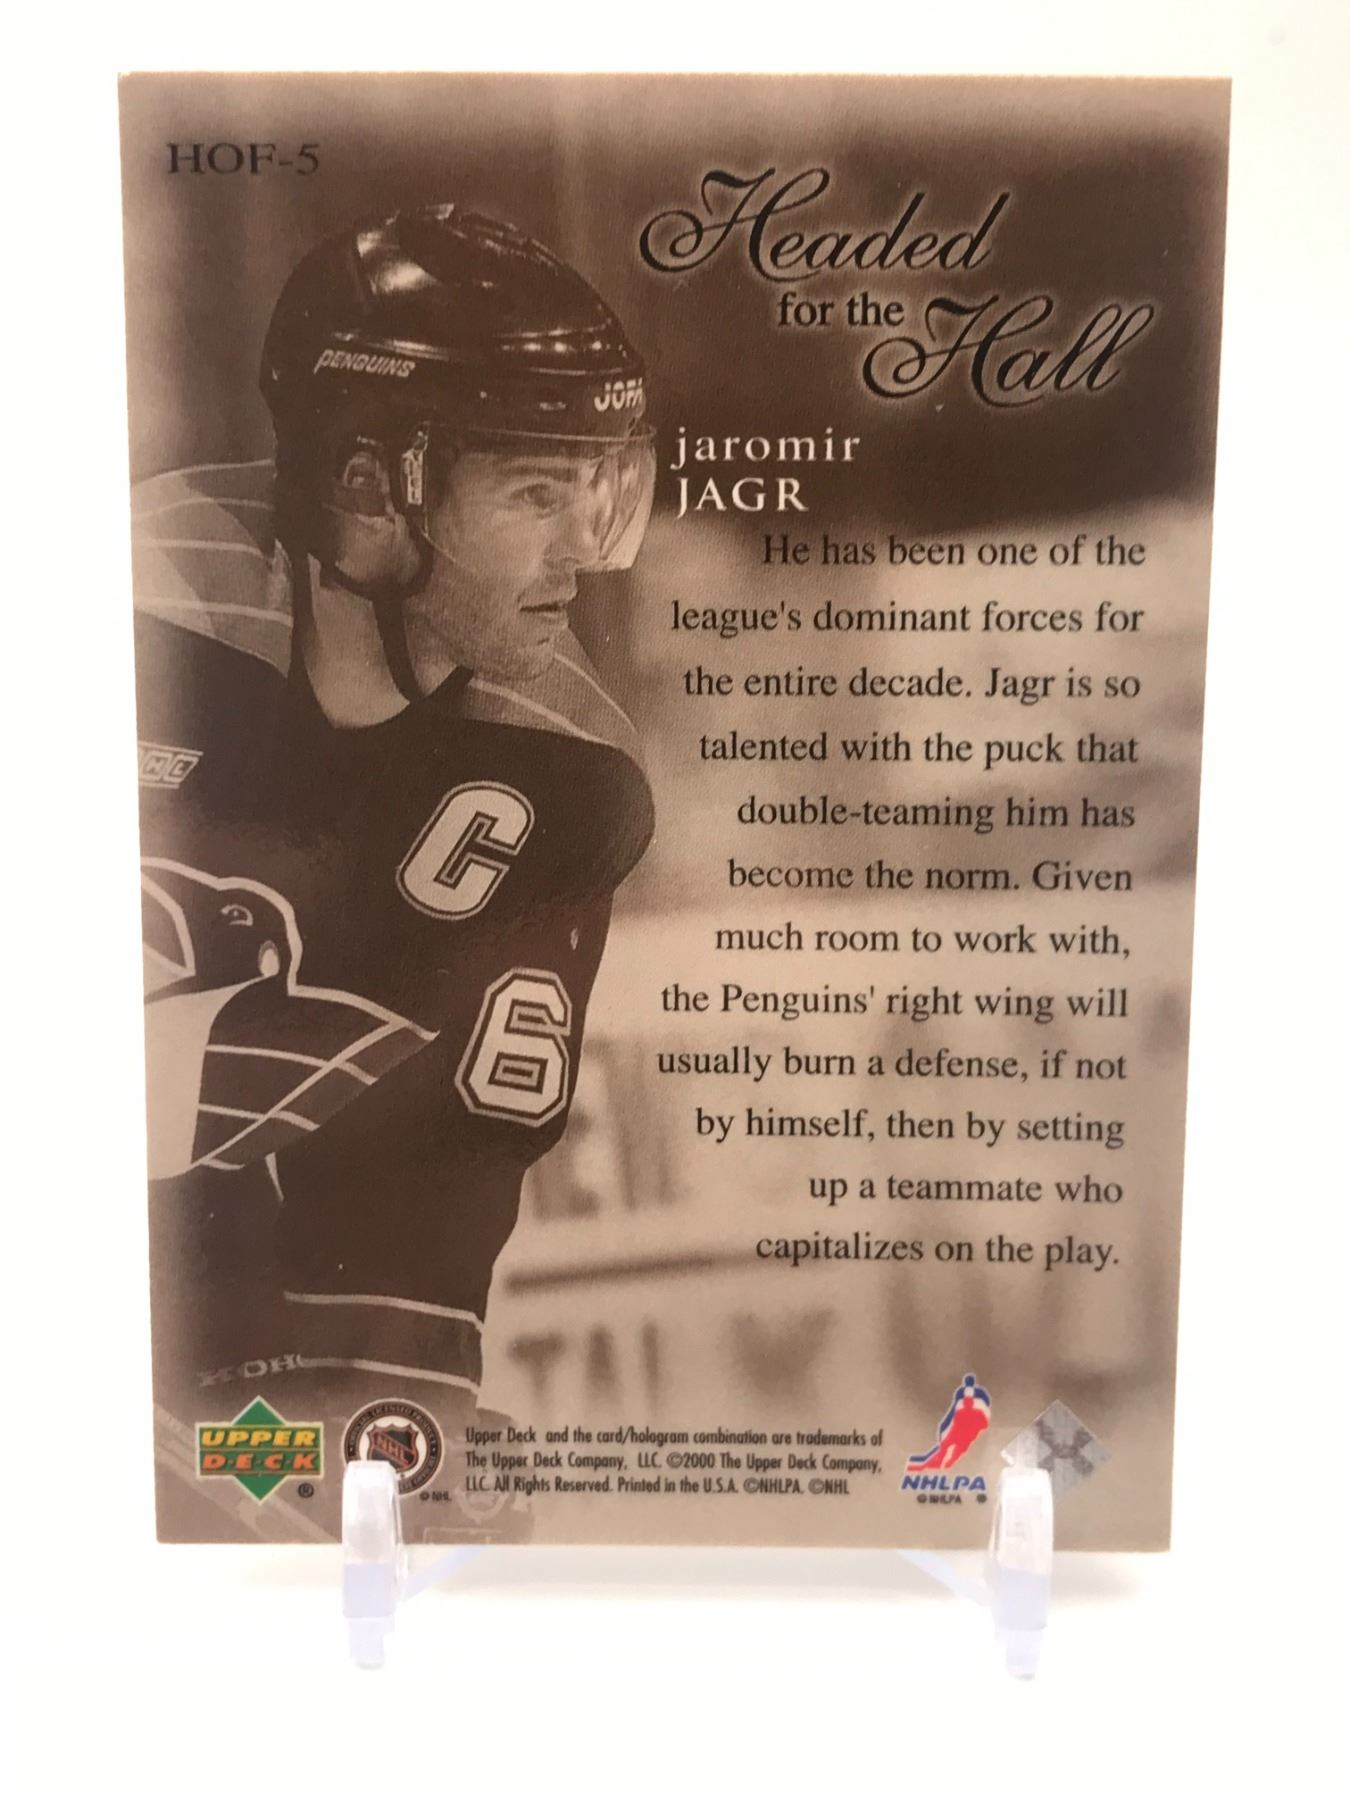 HOF-5
Headed
for the
Hall
PENGUINS
JOFA
jaromir
JAGR
He has been one of the
league's dominant forces for
the entire decade. Jagr is so
talented with the puck that
double-teaming him has
become the norm. Given
much room to work with,
the Penguins' right wing will
usually burn a defense, if not
by himself, then by setting
up a teammate who
capitalizes on the play.
C
6
UPPER
DECK
®
NHL
© NHL
Upper Deck and the card/hologram combination are trademarks of
The Upper Deck Company, LLC. ©2000 The Upper Deck Company,
LLC. All Rights Reserved. Printed in the U.S.A. ©NHLPA. ©NHL
NHLPA
© NHLPA